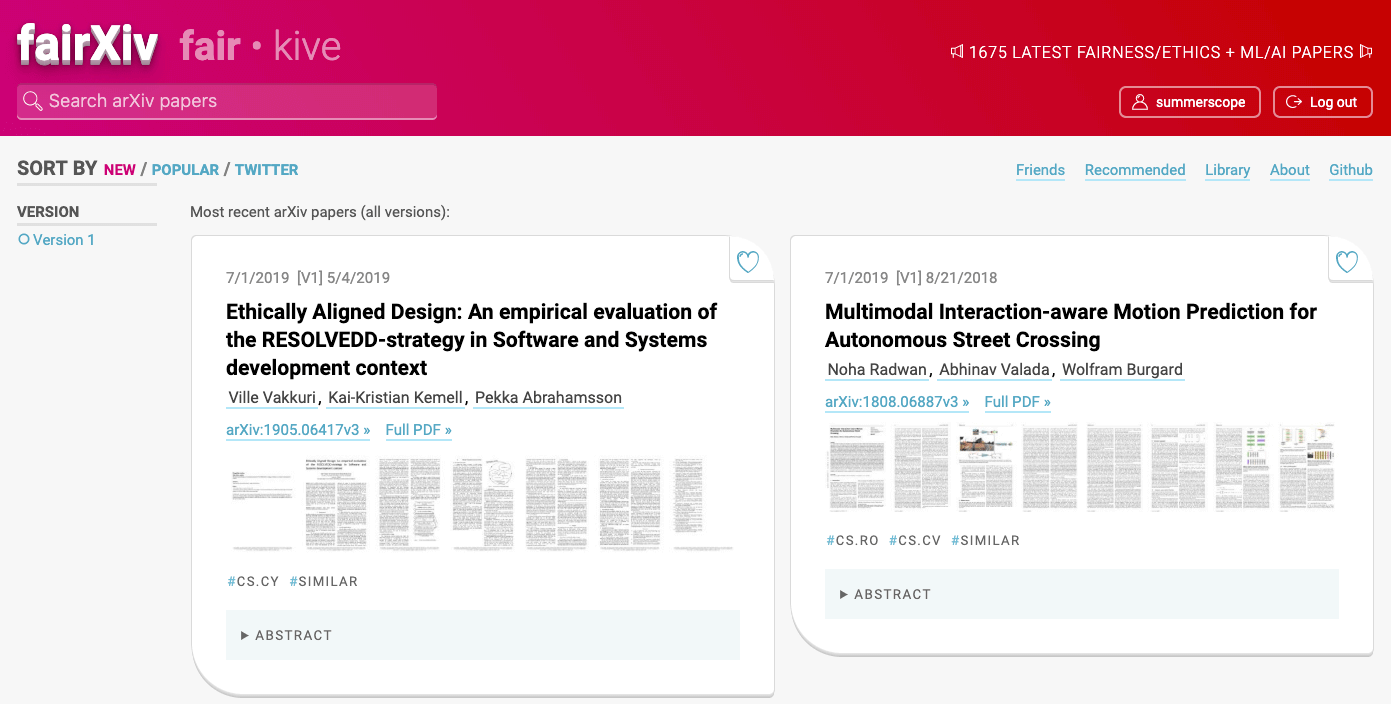 fairXiv fair • kive
1675 LATEST FAIRNESS/ETHICS + ML/AI PAPERS
Search arXiv papers
summerscope
Log out
SORT BY NEW / POPULAR / TWITTER
Friends Recommended Library About Github
VERSION
Version 1
Most recent arXiv papers (all versions):
7/1/2019 [V1] 5/4/2019
Ethically Aligned Design: An empirical evaluation of
the RESOLVEDD-strategy in Software and Systems
development context
Ville Vakkuri, Kai-Kristian Kemell, Pekka Abrahamsson
arXiv:1905.06417v3 » Full PDF »
#CS.CY #SIMILAR
▶ ABSTRACT
7/1/2019 [V1] 8/21/2018
Multimodal Interaction-aware Motion Prediction for
Autonomous Street Crossing
Noha Radwan, Abhinav Valada, Wolfram Burgard
arXiv:1808.06887v3 » Full PDF »
#CS.RO #CS.CV #SIMILAR
▶ ABSTRACT